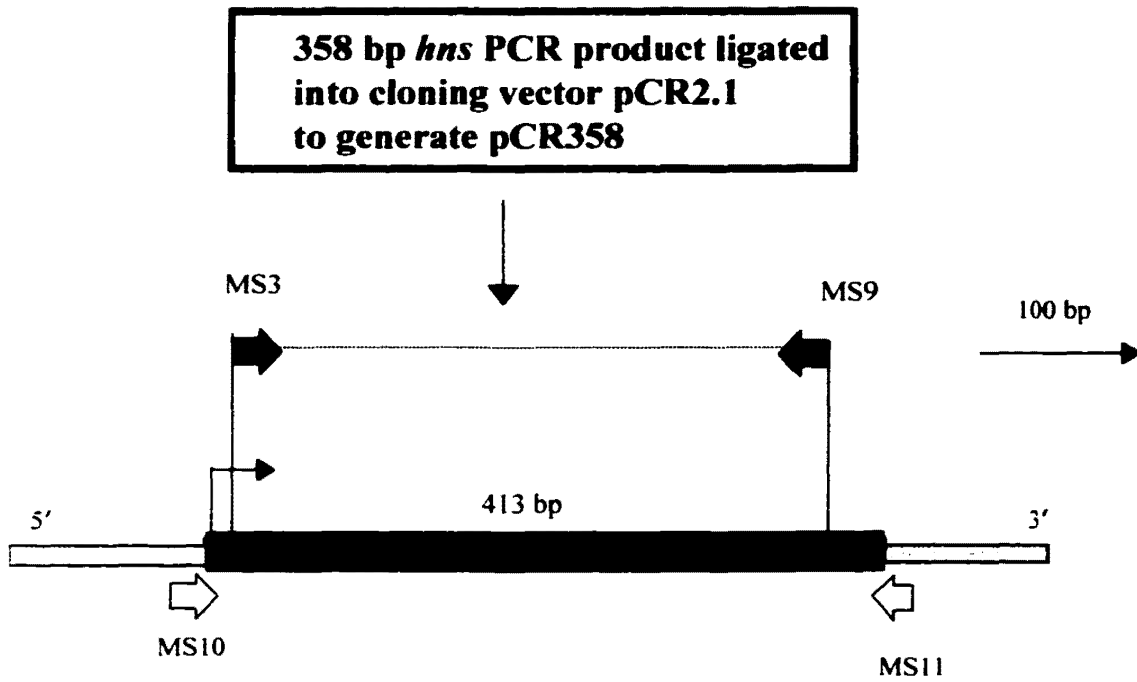 358 bp hns PCR product ligated
into cloning vector pCR2.1
to generate pCR358
MS3
MS9
100 bp
413 bp
5′
3′
MS10
MS11